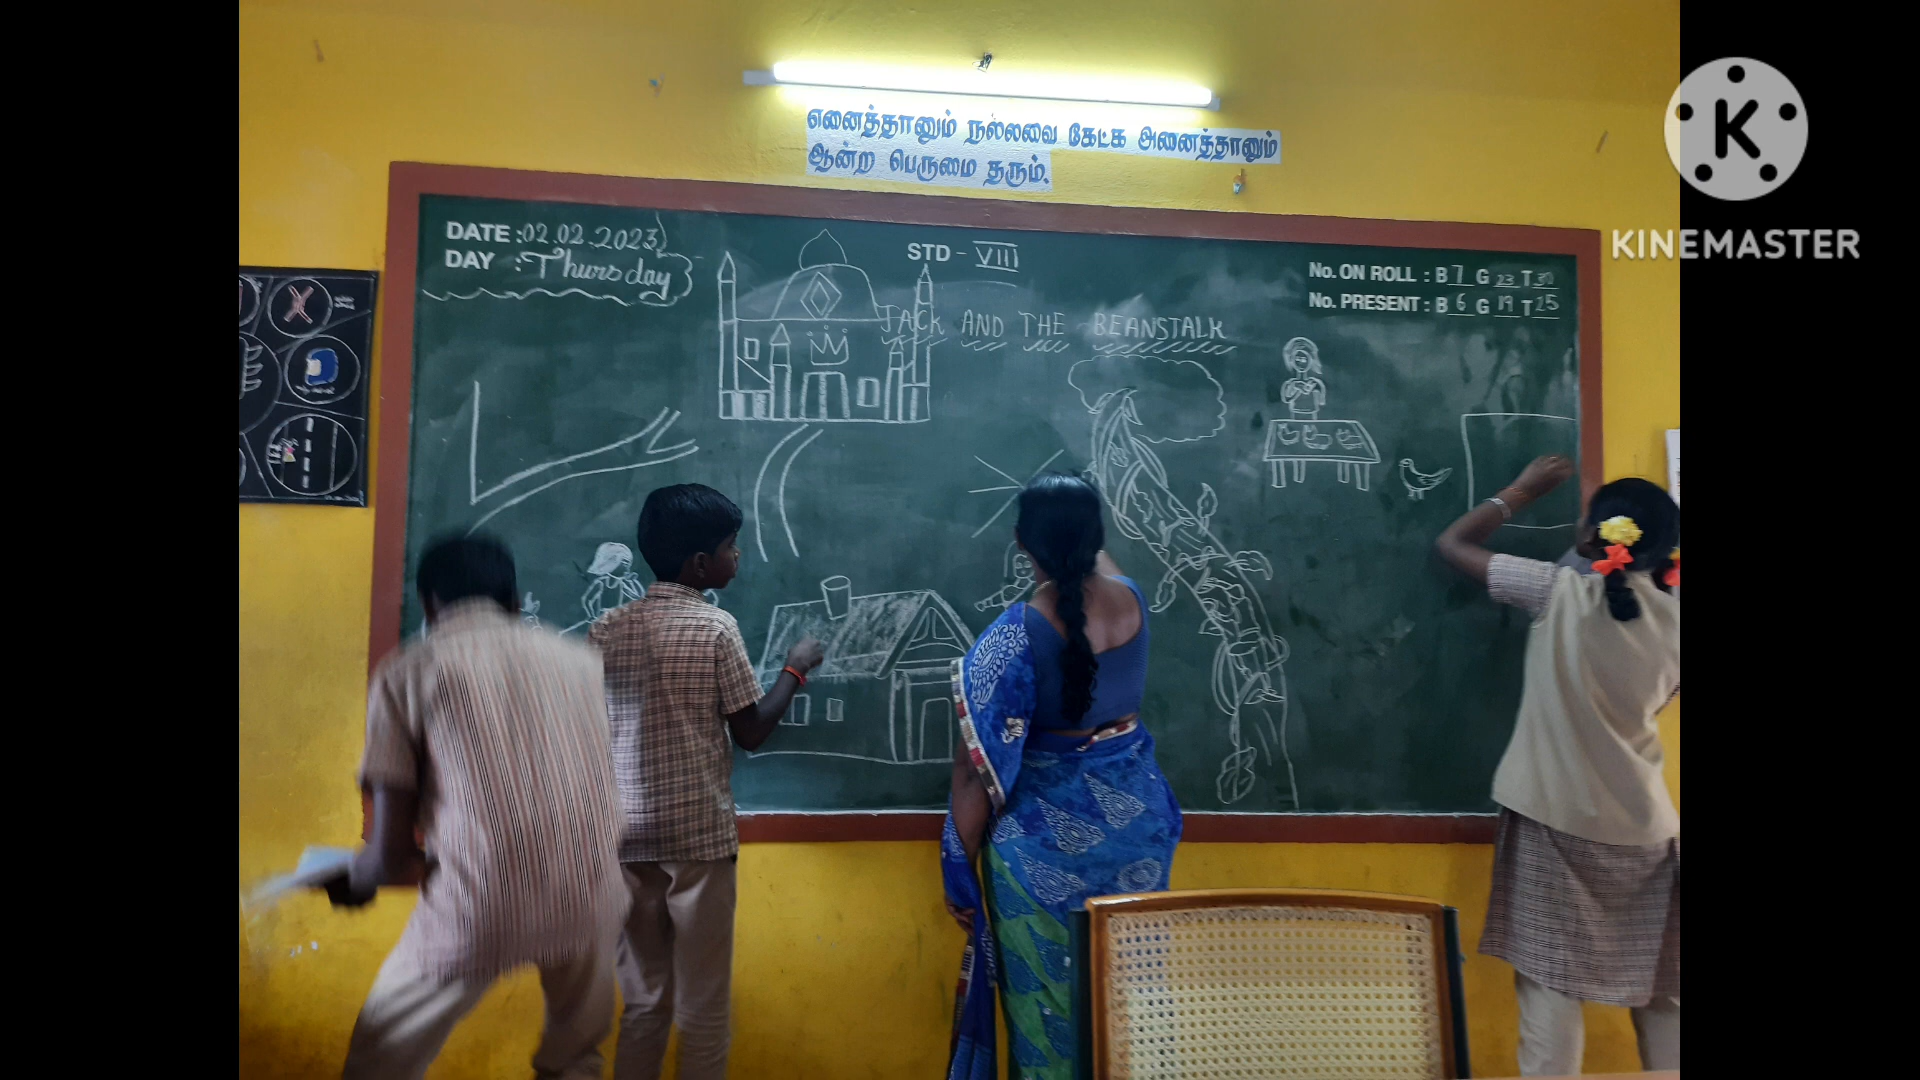 எனைத்தானும் நல்லவை கேட்க அனைத்தானும்
ஆன்ற பெருமை தரும்.
DATE : 02.02.2023
DAY : Thursday
STD - VIII
No. ON ROLL : B 7 G 23 T 30
No. PRESENT : B 6 G 19 T 25
JACK AND THE BEANSTALK
KINEMASTER